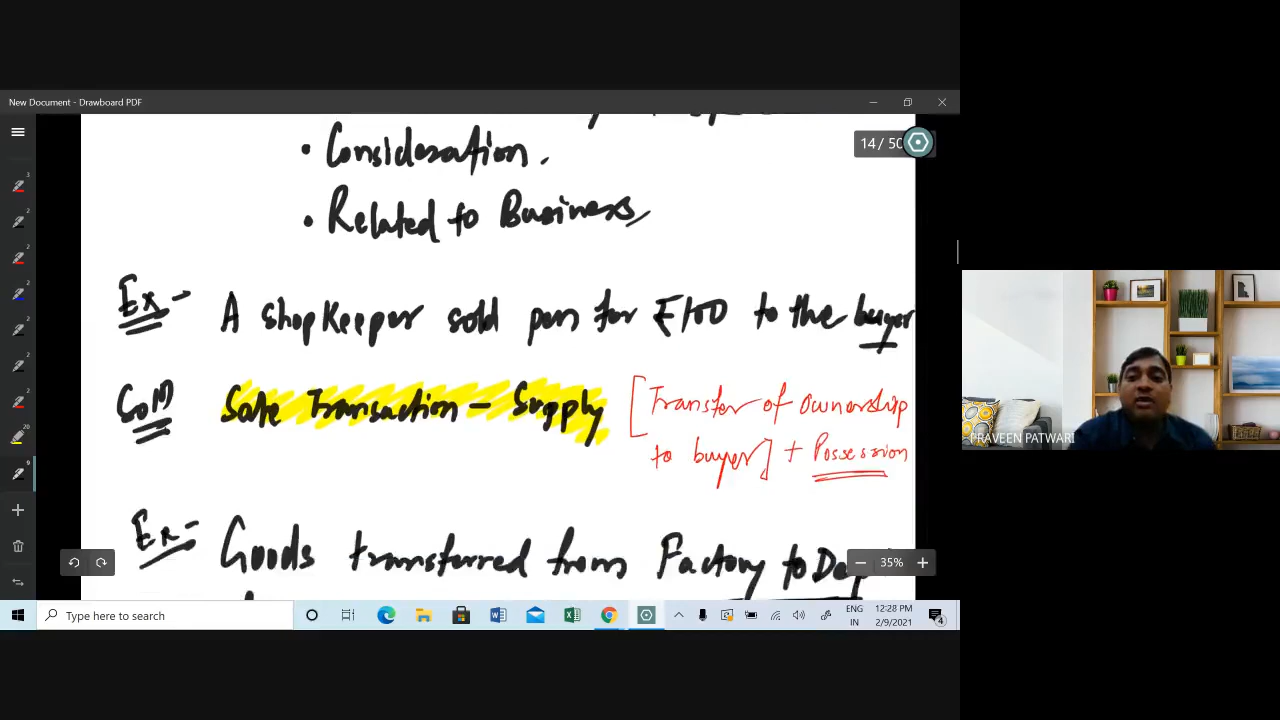 New Document - Drawboard PDF
14 / 50
• Consideration.
• Related to Business
Ex - A shopkeeper sold pen for ₹100 to the buyer
Soln Sale Transaction - Supply [Transfer of ownership
to buyer] + Possession
PRAVEEN PATWARI
Ex - Goods transferred from Factory to
35%
Type here to search
ENG
IN
12:28 PM
2/9/2021
4